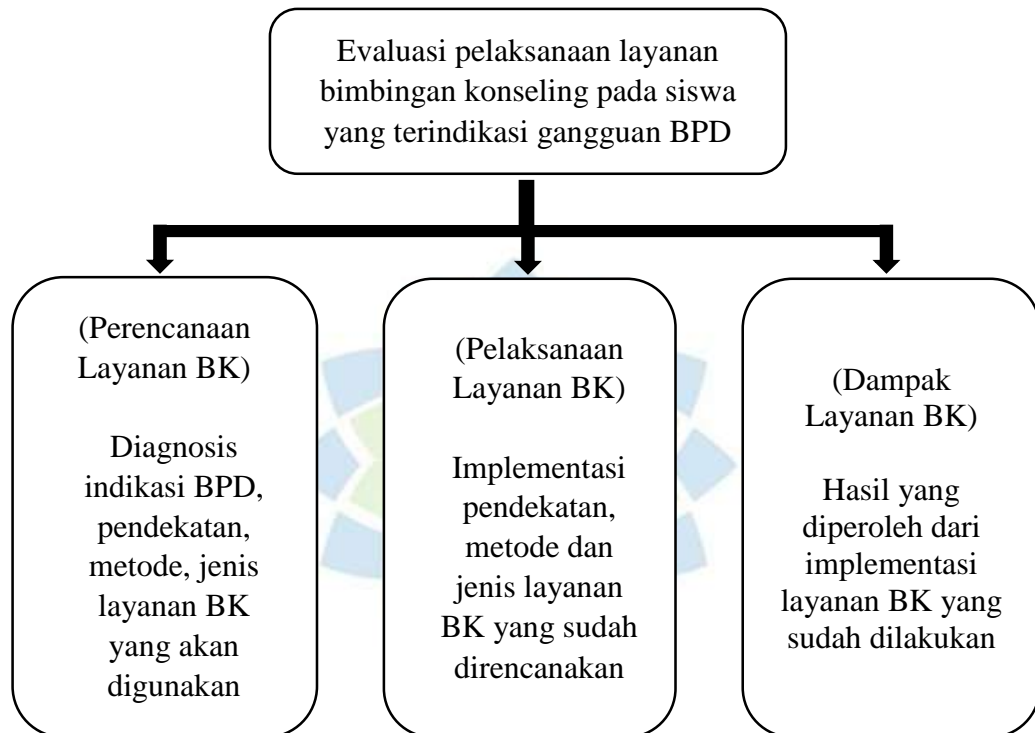 Evaluasi pelaksanaan layanan
bimbingan konseling pada siswa
yang terindikasi gangguan BPD
(Perencanaan
Layanan BK)
Diagnosis
indikasi BPD,
pendekatan,
metode, jenis
layanan BK
yang akan
digunakan
(Pelaksanaan
Layanan BK)
Implementasi
pendekatan,
metode dan
jenis layanan
BK yang sudah
direncanakan
(Dampak
Layanan BK)
Hasil yang
diperoleh dari
implementasi
layanan BK yang
sudah dilakukan